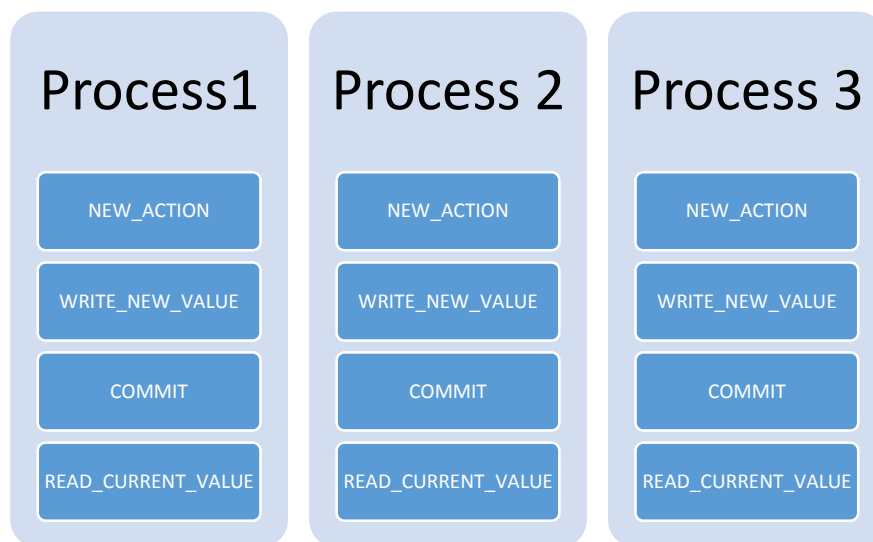 Process1
NEW_ACTION
WRITE_NEW_VALUE
COMMIT
READ_CURRENT_VALUE
Process 2
NEW_ACTION
WRITE_NEW_VALUE
COMMIT
READ_CURRENT_VALUE
Process 3
NEW_ACTION
WRITE_NEW_VALUE
COMMIT
READ_CURRENT_VALUE